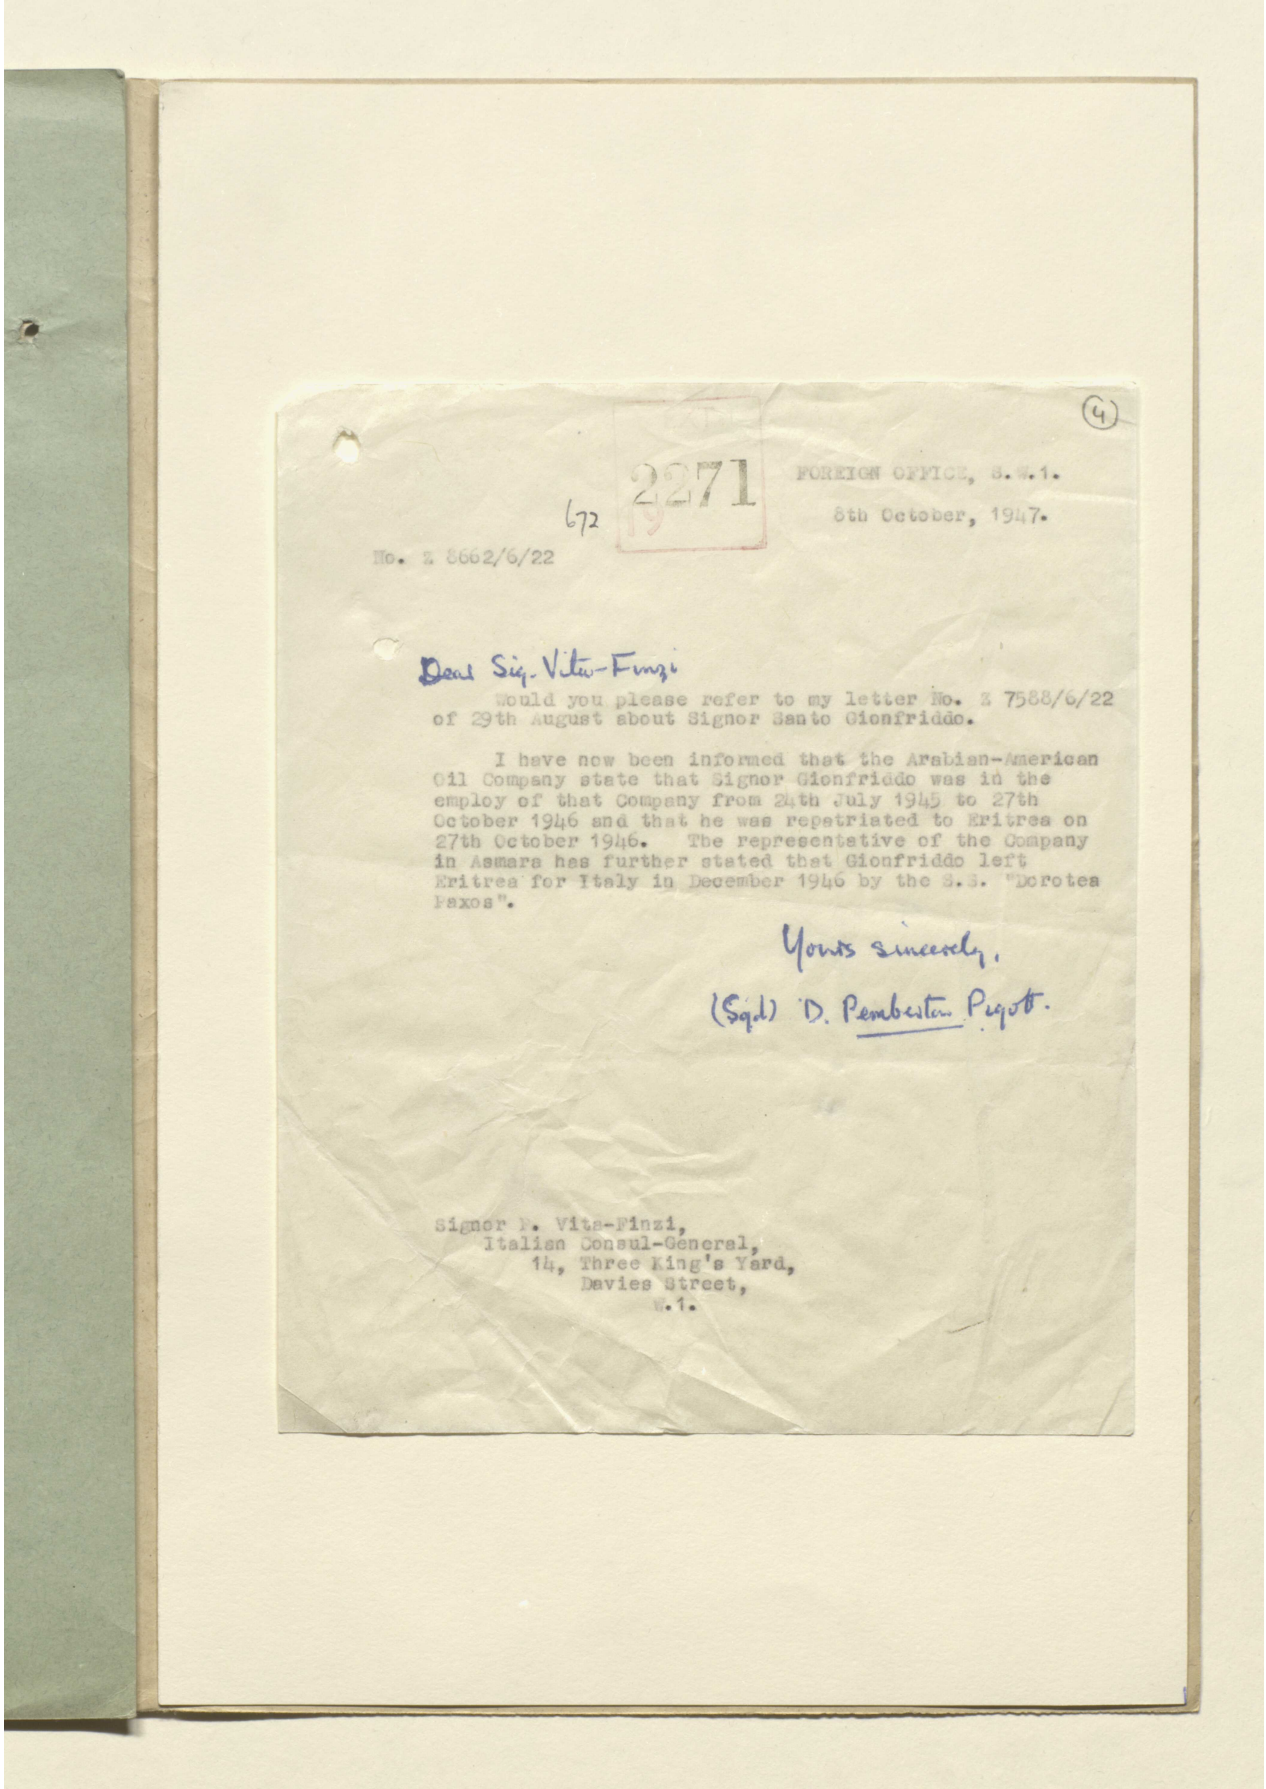 4
2271
19
672
FOREIGN OFFICE, S.W.1.
8th October, 1947.
No. Z 8662/6/22
Dear Sig. Vita-Finzi
Would you please refer to my letter No. Z 7588/6/22
of 29th August about Signor Santo Gionfriddo.
I have now been informed that the Arabian-American
Oil Company state that Signor Gionfriddo was in the
employ of that Company from 24th July 1945 to 27th
October 1946 and that he was repatriated to Eritrea on
27th October 1946. The representative of the Company
in Asmara has further stated that Gionfriddo left
Eritrea for Italy in December 1946 by the S.S. "Dorotea
Paxos".
Yours sincerely,
(Sgd) D. Pemberton Pigott.
Signor P. Vita-Finzi,
Italian Consul-General,
14, Three King's Yard,
Davies Street,
W.1.